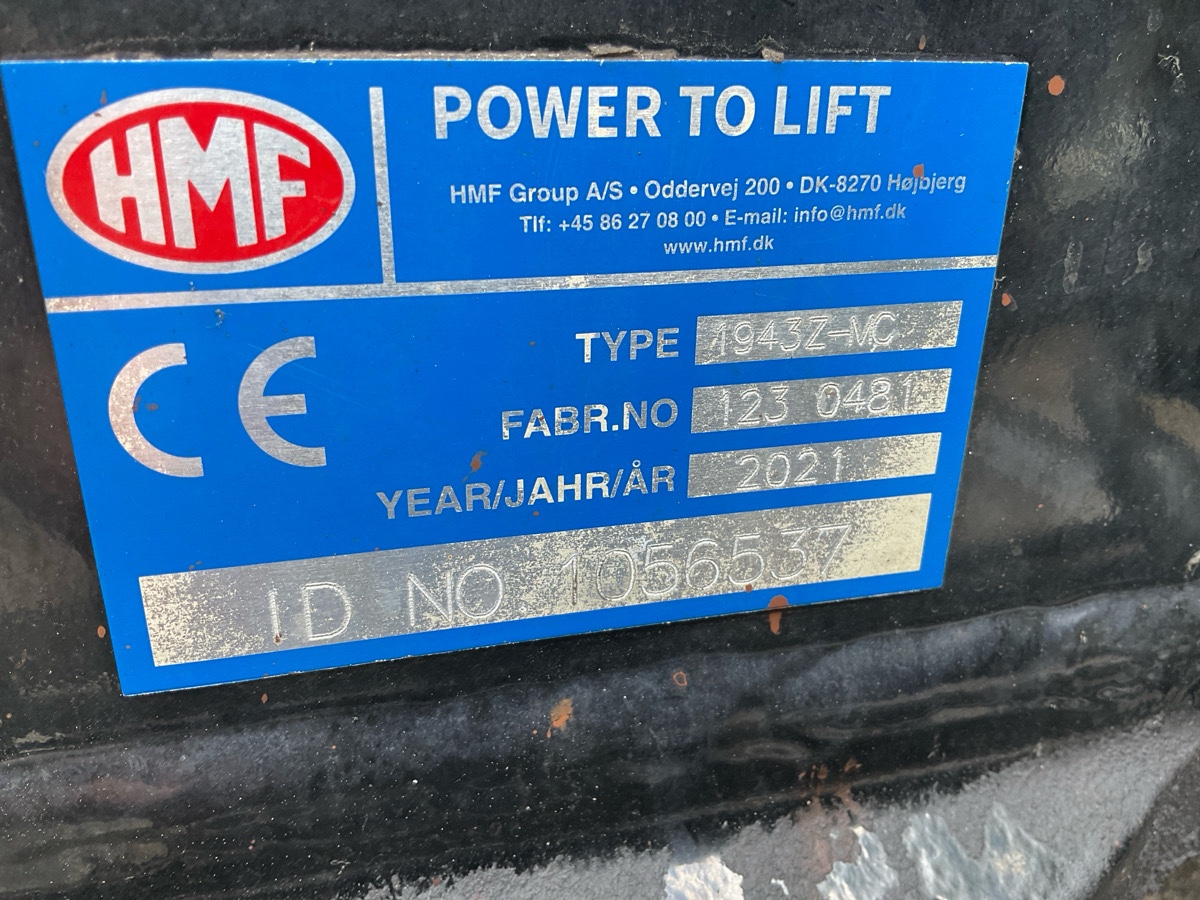 HMF
POWER TO LIFT
HMF Group A/S • Oddervej 200 • DK-8270 Højbjerg
Tlf: +45 86 27 08 00 • E-mail: info@hmf.dk
www.hmf.dk
CE
TYPE 1943Z-MC
FABR.NO 123 0481
YEAR/JAHR/ÅR 2021
ID NO. 1056537